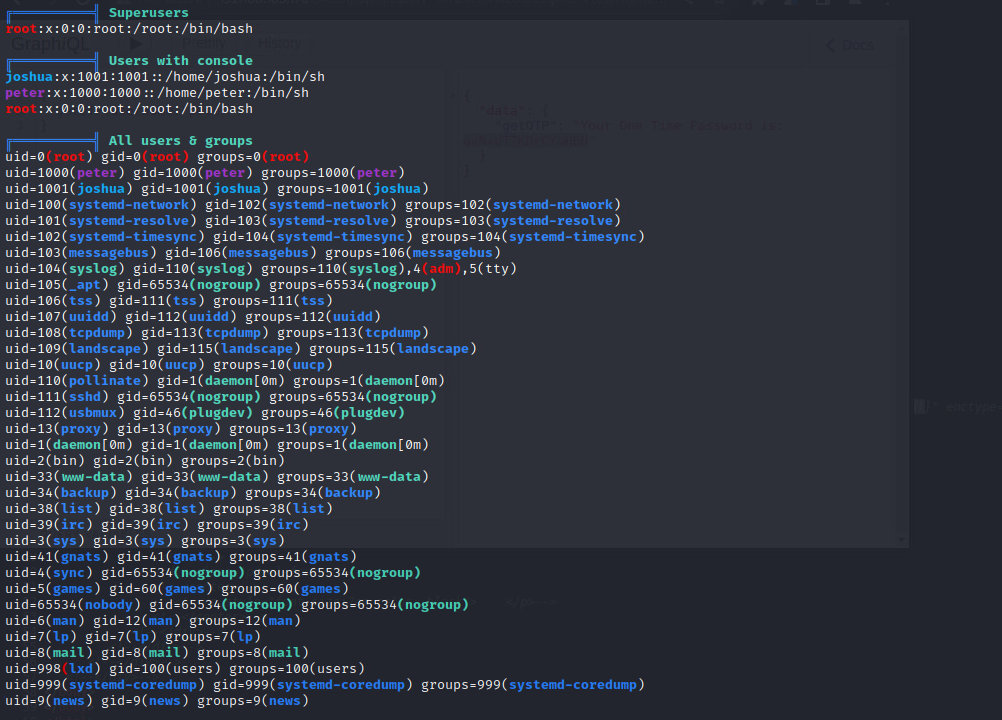 ╔══════════╣ Superusers
root:x:0:0:root:/root:/bin/bash
╔══════════╣ Users with console
joshua:x:1001:1001::/home/joshua:/bin/sh
peter:x:1000:1000::/home/peter:/bin/sh
root:x:0:0:root:/root:/bin/bash
╔══════════╣ All users & groups
uid=0(root) gid=0(root) groups=0(root)
uid=1000(peter) gid=1000(peter) groups=1000(peter)
uid=1001(joshua) gid=1001(joshua) groups=1001(joshua)
uid=100(systemd-network) gid=102(systemd-network) groups=102(systemd-network)
uid=101(systemd-resolve) gid=103(systemd-resolve) groups=103(systemd-resolve)
uid=102(systemd-timesync) gid=104(systemd-timesync) groups=104(systemd-timesync)
uid=103(messagebus) gid=106(messagebus) groups=106(messagebus)
uid=104(syslog) gid=110(syslog) groups=110(syslog),4(adm),5(tty)
uid=105(_apt) gid=65534(nogroup) groups=65534(nogroup)
uid=106(tss) gid=111(tss) groups=111(tss)
uid=107(uuidd) gid=112(uuidd) groups=112(uuidd)
uid=108(tcpdump) gid=113(tcpdump) groups=113(tcpdump)
uid=109(landscape) gid=115(landscape) groups=115(landscape)
uid=10(uucp) gid=10(uucp) groups=10(uucp)
uid=110(pollinate) gid=1(daemon[0m) groups=1(daemon[0m)
uid=111(sshd) gid=65534(nogroup) groups=65534(nogroup)
uid=112(usbmux) gid=46(plugdev) groups=46(plugdev)
uid=13(proxy) gid=13(proxy) groups=13(proxy)
uid=1(daemon[0m) gid=1(daemon[0m) groups=1(daemon[0m)
uid=2(bin) gid=2(bin) groups=2(bin)
uid=33(www-data) gid=33(www-data) groups=33(www-data)
uid=34(backup) gid=34(backup) groups=34(backup)
uid=38(list) gid=38(list) groups=38(list)
uid=39(irc) gid=39(irc) groups=39(irc)
uid=3(sys) gid=3(sys) groups=3(sys)
uid=41(gnats) gid=41(gnats) groups=41(gnats)
uid=4(sync) gid=65534(nogroup) groups=65534(nogroup)
uid=5(games) gid=60(games) groups=60(games)
uid=65534(nobody) gid=65534(nogroup) groups=65534(nogroup)
uid=6(man) gid=12(man) groups=12(man)
uid=7(lp) gid=7(lp) groups=7(lp)
uid=8(mail) gid=8(mail) groups=8(mail)
uid=998(lxd) gid=100(users) groups=100(users)
uid=999(systemd-coredump) gid=999(systemd-coredump) groups=999(systemd-coredump)
uid=9(news) gid=9(news) groups=9(news)
GraphiQL
History
Docs